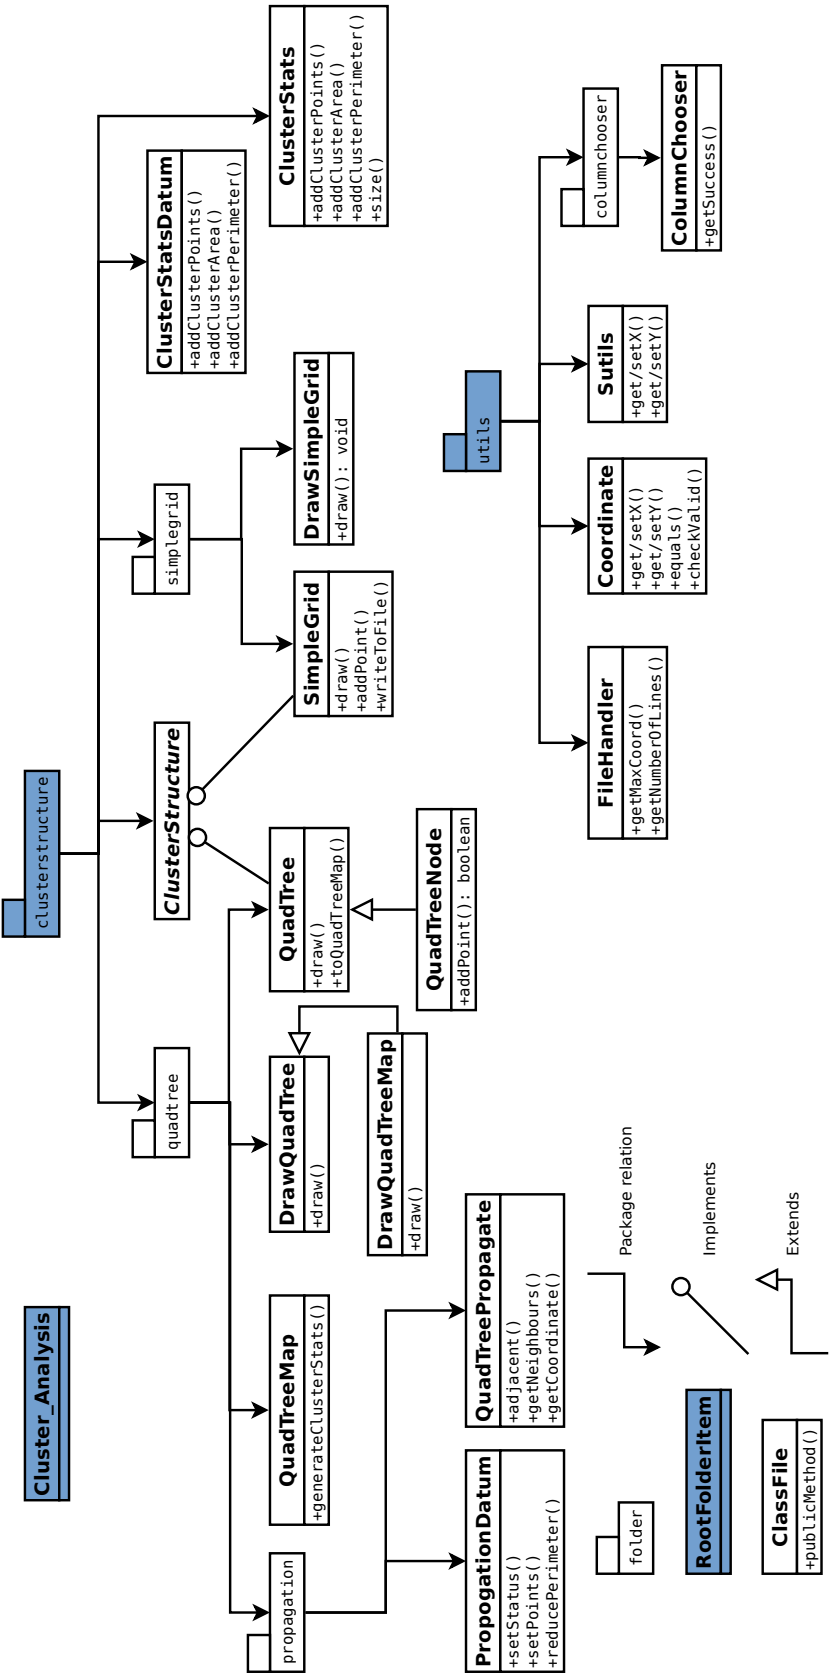 Cluster_Analysis
clusterstructure
quadtree
ClusterStructure
simplegrid
ClusterStatsDatum
+addClusterPoints()
+addClusterArea()
+addClusterPerimeter()
ClusterStats
+addClusterPoints()
+addClusterArea()
+addClusterPerimeter()
+size()
propagation
QuadTreeMap
+generateClusterStats()
DrawQuadTree
+draw()
QuadTree
+draw()
+toQuadTreeMap()
SimpleGrid
+draw()
+addPoint()
+writeToFile()
DrawSimpleGrid
+draw(): void
DrawQuadTreeMap
+draw()
QuadTreeNode
+addPoint(): boolean
PropogationDatum
+setStatus()
+setPoints()
+reducePerimeter()
QuadTreePropagate
+adjacent()
+getNeighbours()
+getCoordinate()
utils
FileHandler
+getMaxCoord()
+getNumberOfLines()
Coordinate
+get/setX()
+get/setY()
+equals()
+checkValid()
Sutils
+get/setX()
+get/setY()
columnchooser
ColumnChooser
+getSuccess()
folder
Package relation
RootFolderItem
Implements
ClassFile
+publicMethod()
Extends